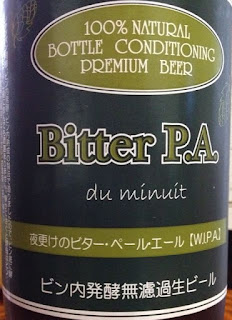 100% NATURAL
BOTTLE CONDITIONING
PREMIUM BEER
Bitter P.A.
du minuit
夜更けのビター・ペールエール【W.I.P.A】
ビン内発酵無濾過生ビール